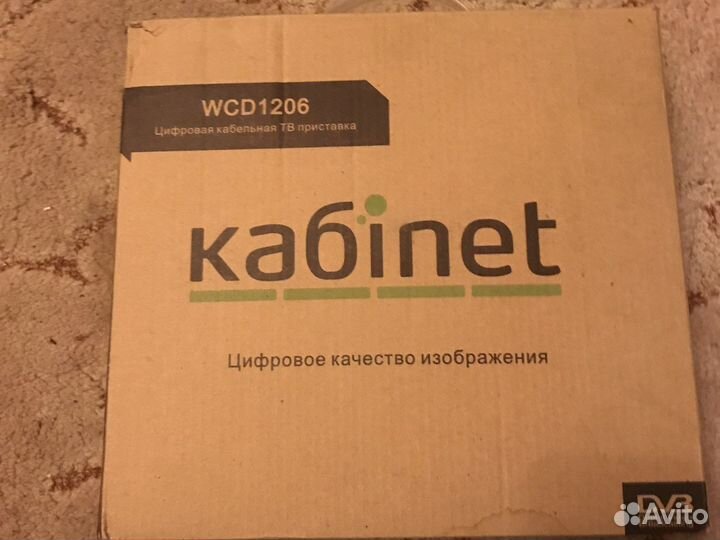 WCD1206
Цифровая кабельная ТВ приставка
кабinet
Цифровое качество изображения
DVB
Avito